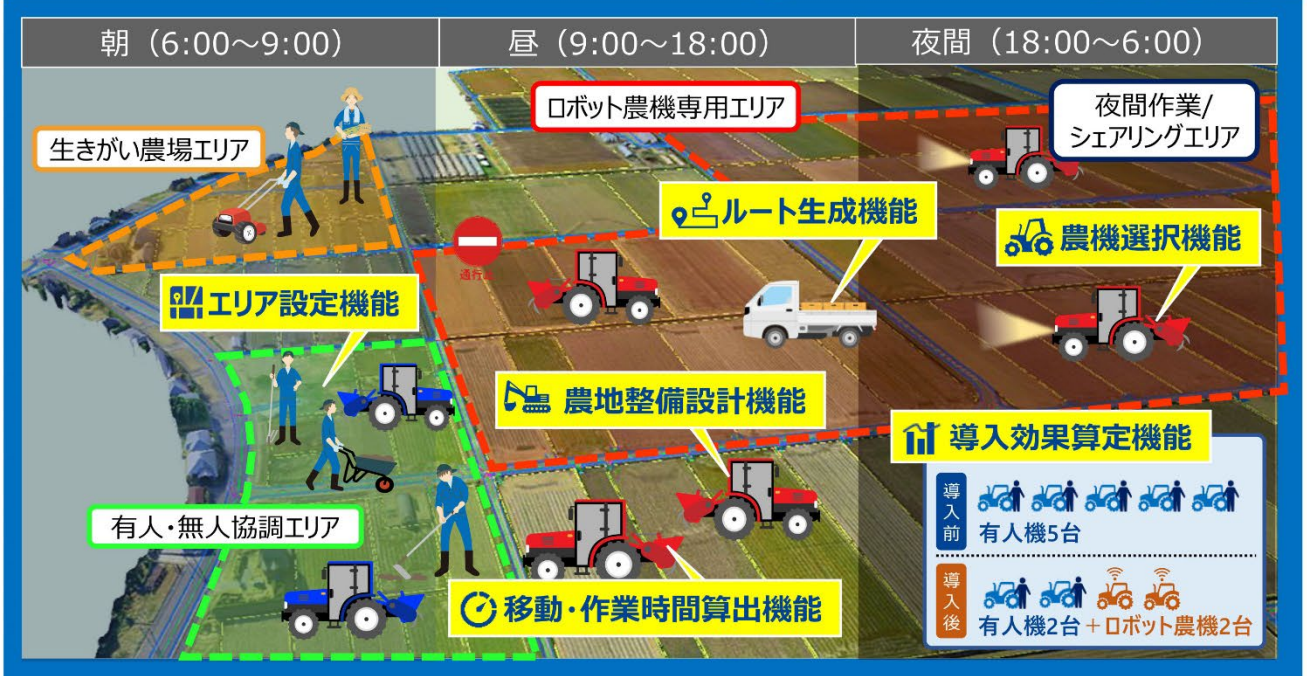 朝（6:00～9:00）
昼（9:00～18:00）
夜間（18:00～6:00）
生きがい農場エリア
ロボット農機専用エリア
夜間作業/
シェアリングエリア
ルート生成機能
農機選択機能
エリア設定機能
農地整備設計機能
導入効果算定機能
有人・無人協調エリア
移動・作業時間算出機能
導入前
有人機5台
導入後
有人機2台＋ロボット農機2台